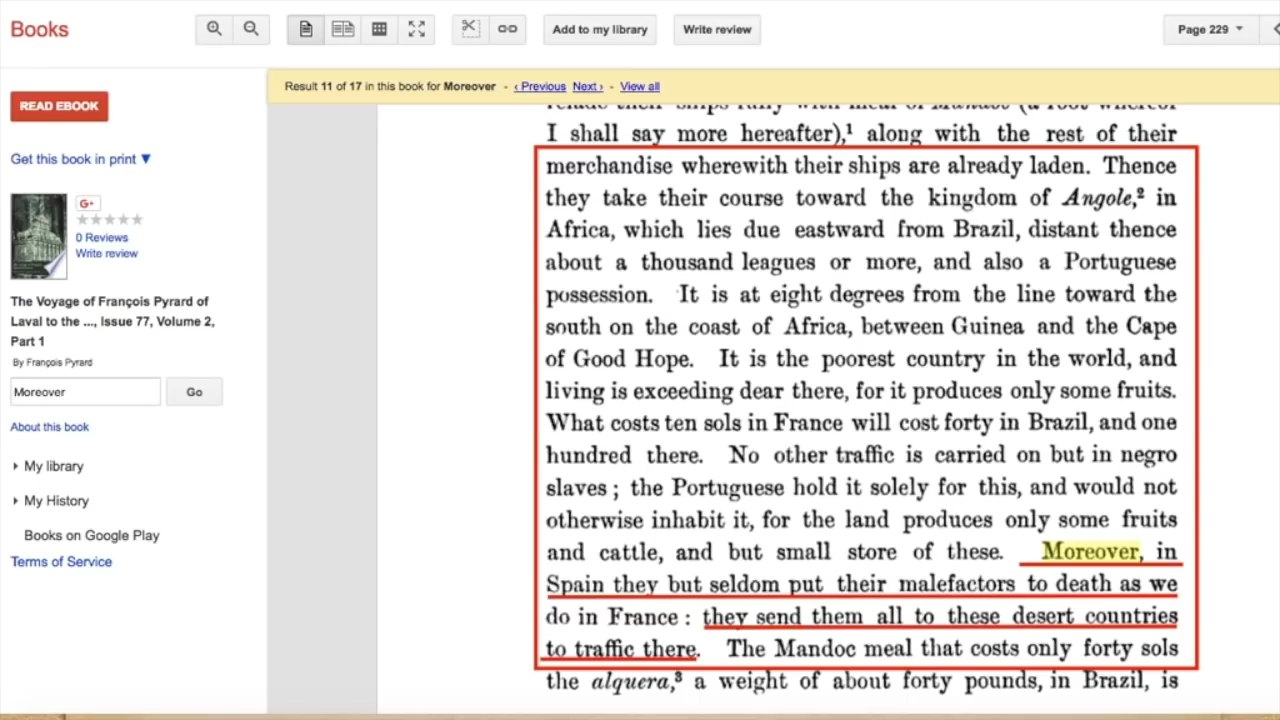 Books
Add to my library
Write review
Page 229
Result 11 of 17 in this book for Moreover - ‹ Previous Next › - View all
READ EBOOK
Get this book in print ▼
G+
0 Reviews
Write review
The Voyage of François Pyrard of
Laval to the ..., Issue 77, Volume 2,
Part 1
By François Pyrard
Moreover
Go
About this book
My library
My History
Books on Google Play
Terms of Service
I shall say more hereafter),¹ along with the rest of their
merchandise wherewith their ships are already laden. Thence
they take their course toward the kingdom of Angole,² in
Africa, which lies due eastward from Brazil, distant thence
about a thousand leagues or more, and also a Portuguese
possession. It is at eight degrees from the line toward the
south on the coast of Africa, between Guinea and the Cape
of Good Hope. It is the poorest country in the world, and
living is exceeding dear there, for it produces only some fruits.
What costs ten sols in France will cost forty in Brazil, and one
hundred there. No other traffic is carried on but in negro
slaves ; the Portuguese hold it solely for this, and would not
otherwise inhabit it, for the land produces only some fruits
and cattle, and but small store of these. Moreover, in
Spain they but seldom put their malefactors to death as we
do in France : they send them all to these desert countries
to traffic there. The Mandoc meal that costs only forty sols
the alquera,³ a weight of about forty pounds, in Brazil, is